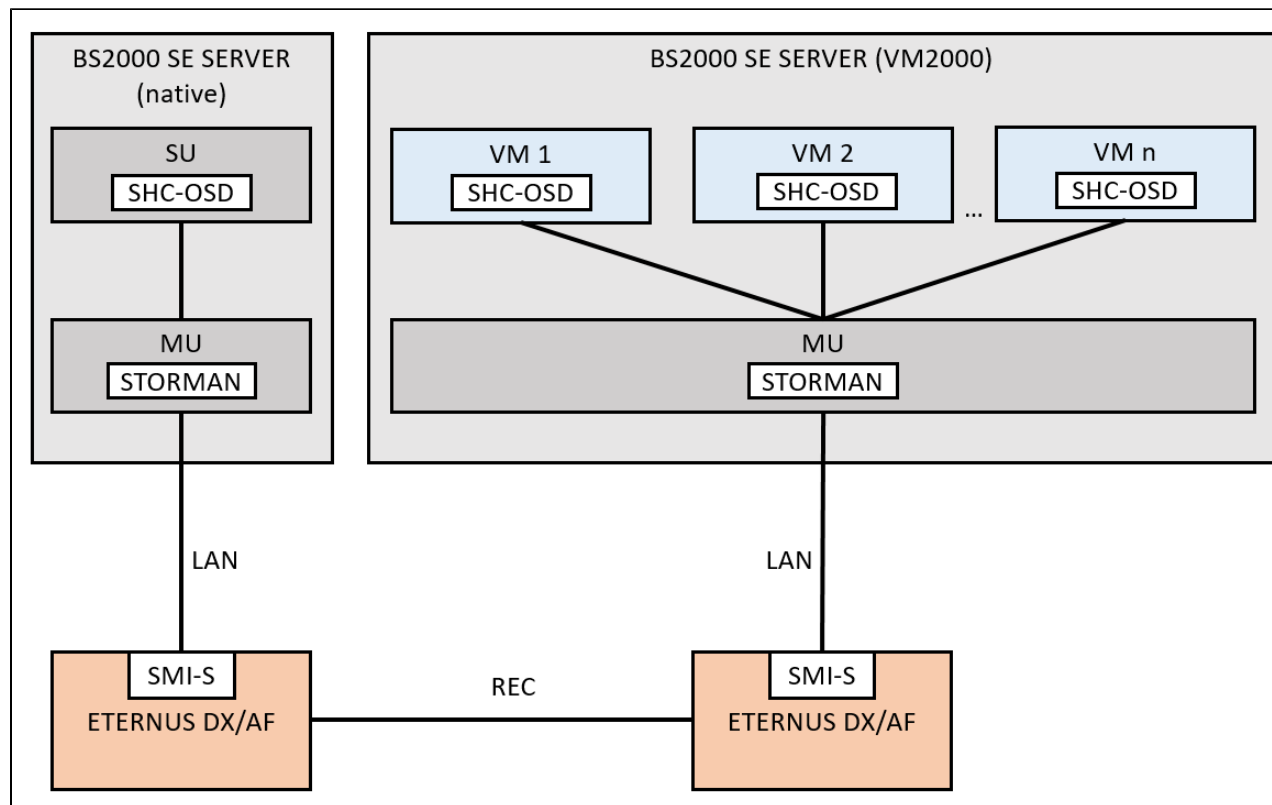 BS2000 SE SERVER
(native)
SU
SHC-OSD
MU
STORMAN
BS2000 SE SERVER (VM2000)
VM 1
SHC-OSD
VM 2
SHC-OSD
...
VM n
SHC-OSD
MU
STORMAN
LAN
LAN
SMI-S
ETERNUS DX/AF
REC
SMI-S
ETERNUS DX/AF